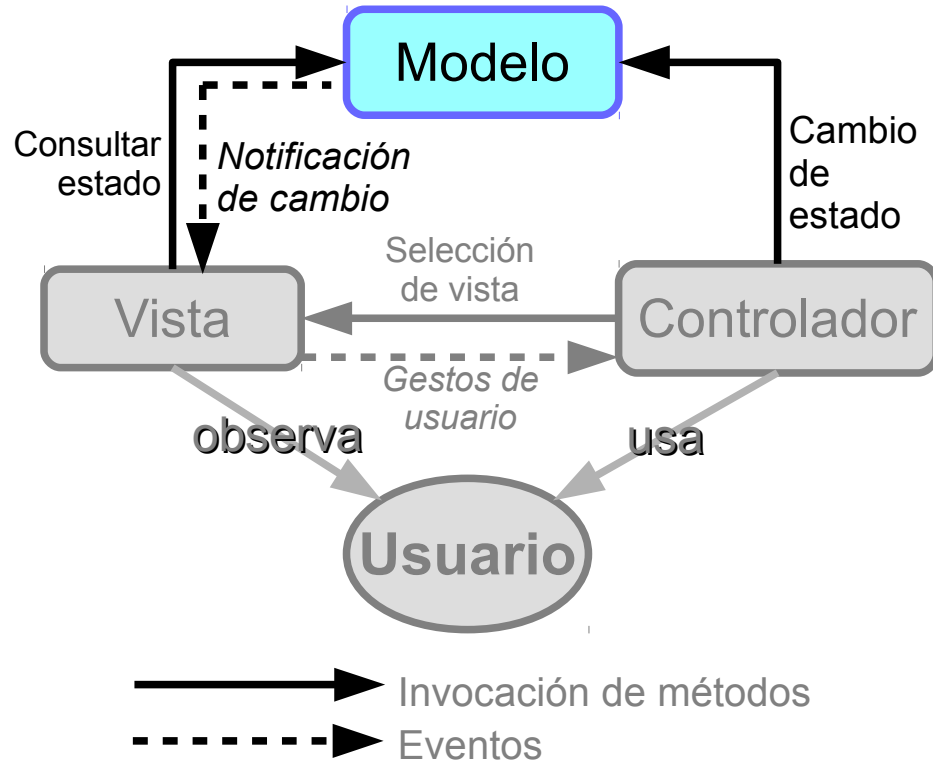 Modelo
Consultar
estado
Notificación
de cambio
Cambio
de
estado
Selección
de vista
Vista
Controlador
Gestos de
usuario
observa
usa
Usuario
Invocación de métodos
Eventos